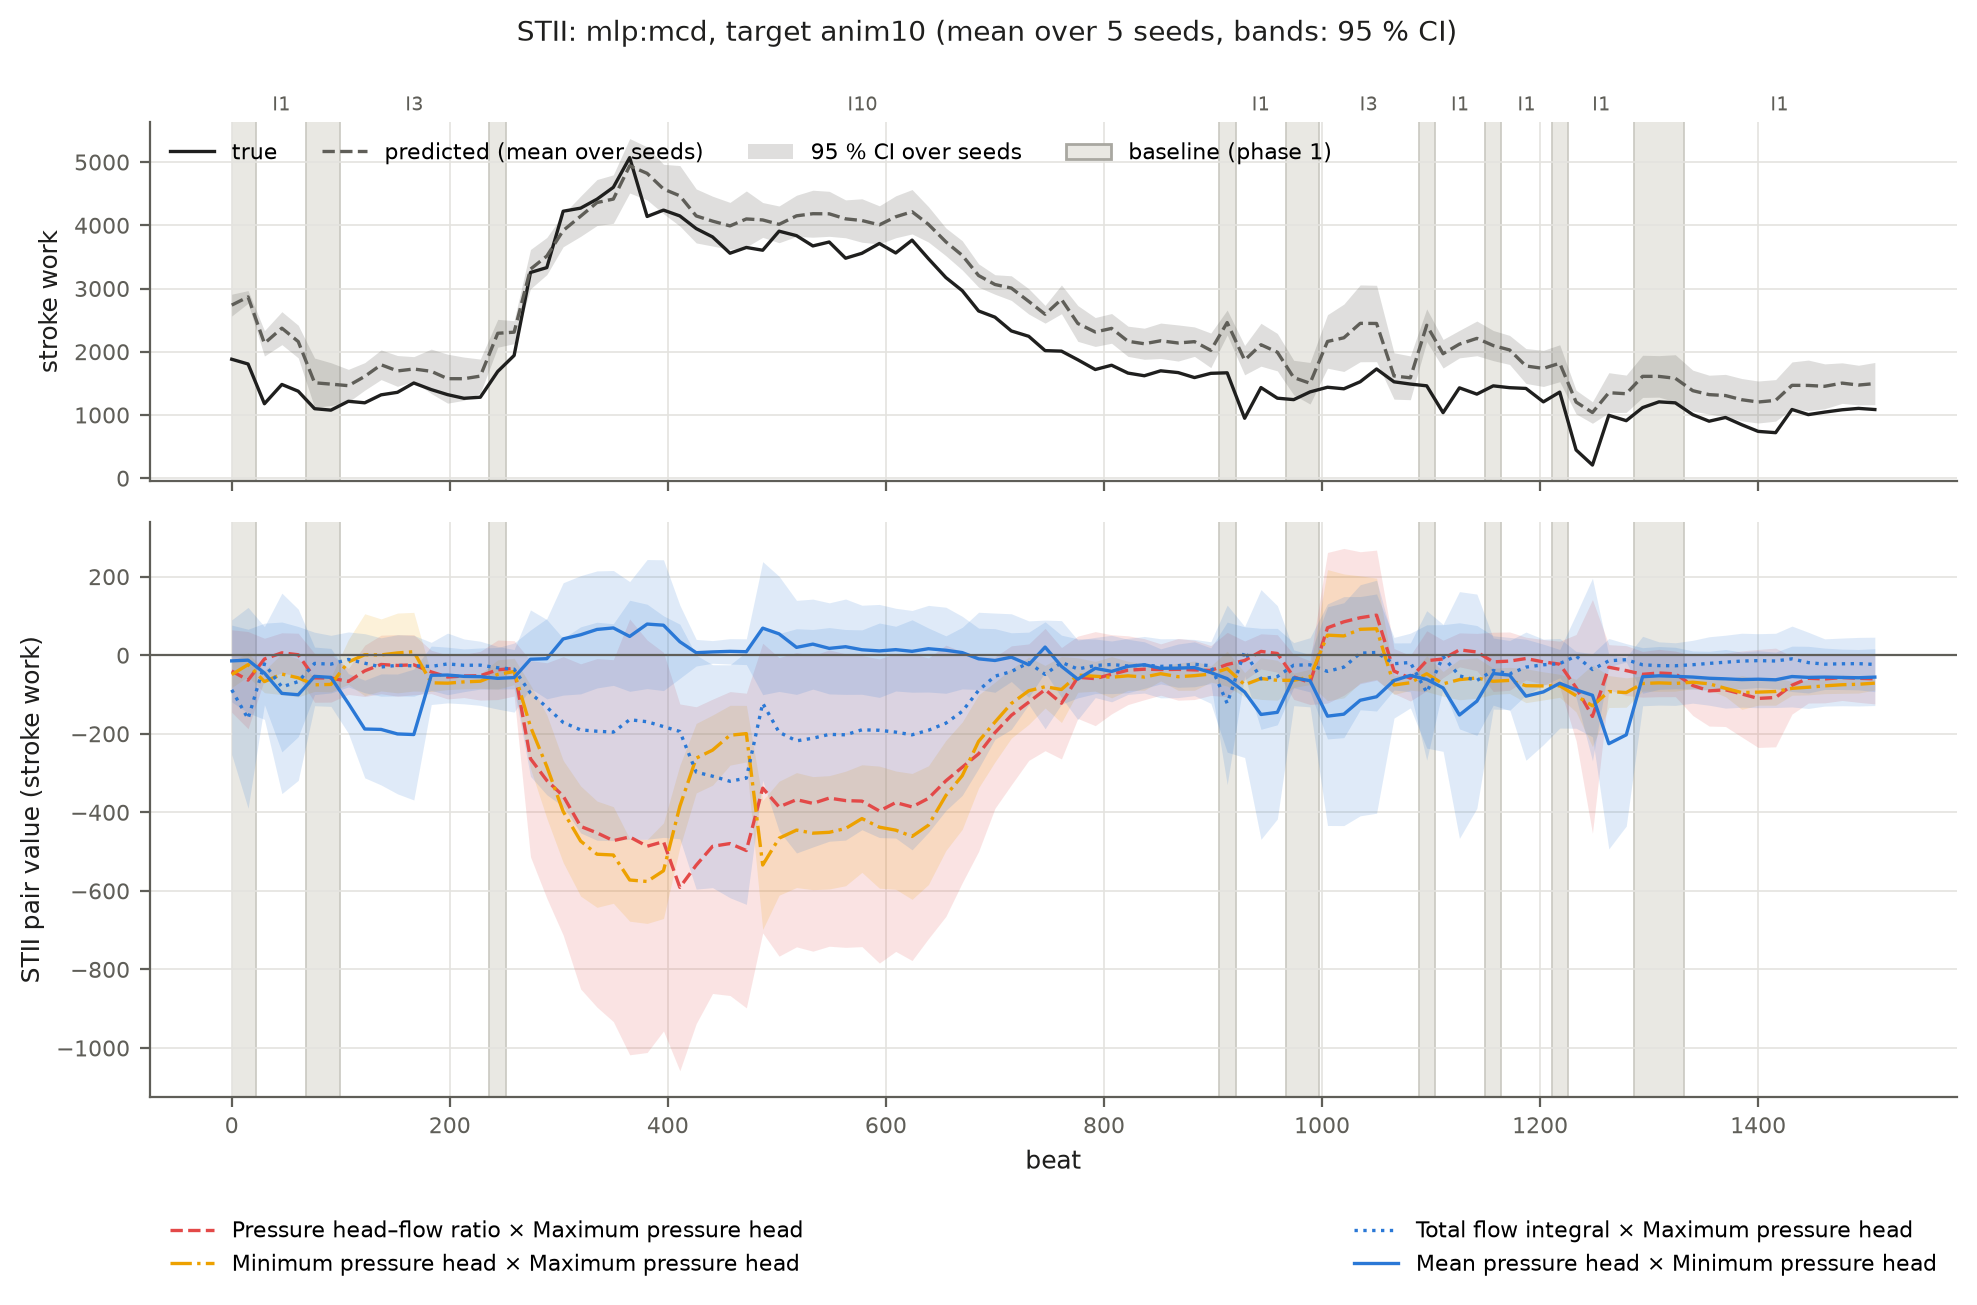 STII: mlp:mcd, target anim10 (mean over 5 seeds, bands: 95 % CI)
I1 I3 I10 I1 I3 I1 I1 I1 I1
true predicted (mean over seeds) 95 % CI over seeds baseline (phase 1)
stroke work
5000
4000
3000
2000
1000
0
STII pair value (stroke work)
200
0
−200
−400
−600
−800
−1000
0 200 400 600 800 1000 1200 1400
beat
Pressure head–flow ratio × Maximum pressure head
Minimum pressure head × Maximum pressure head
Total flow integral × Maximum pressure head
Mean pressure head × Minimum pressure head